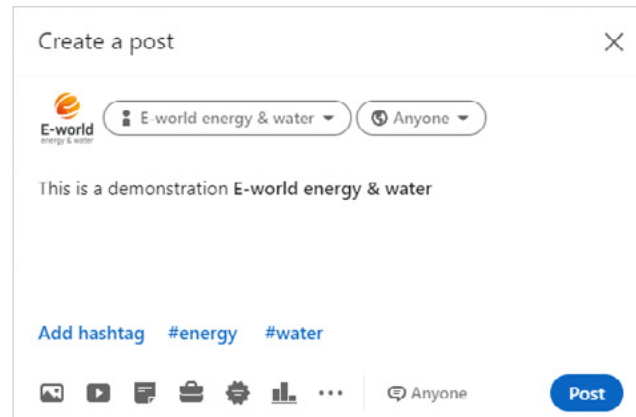 Create a post
E-world
energy & water
E-world energy & water
Anyone
This is a demonstration E-world energy & water
Add hashtag #energy #water
Anyone
Post